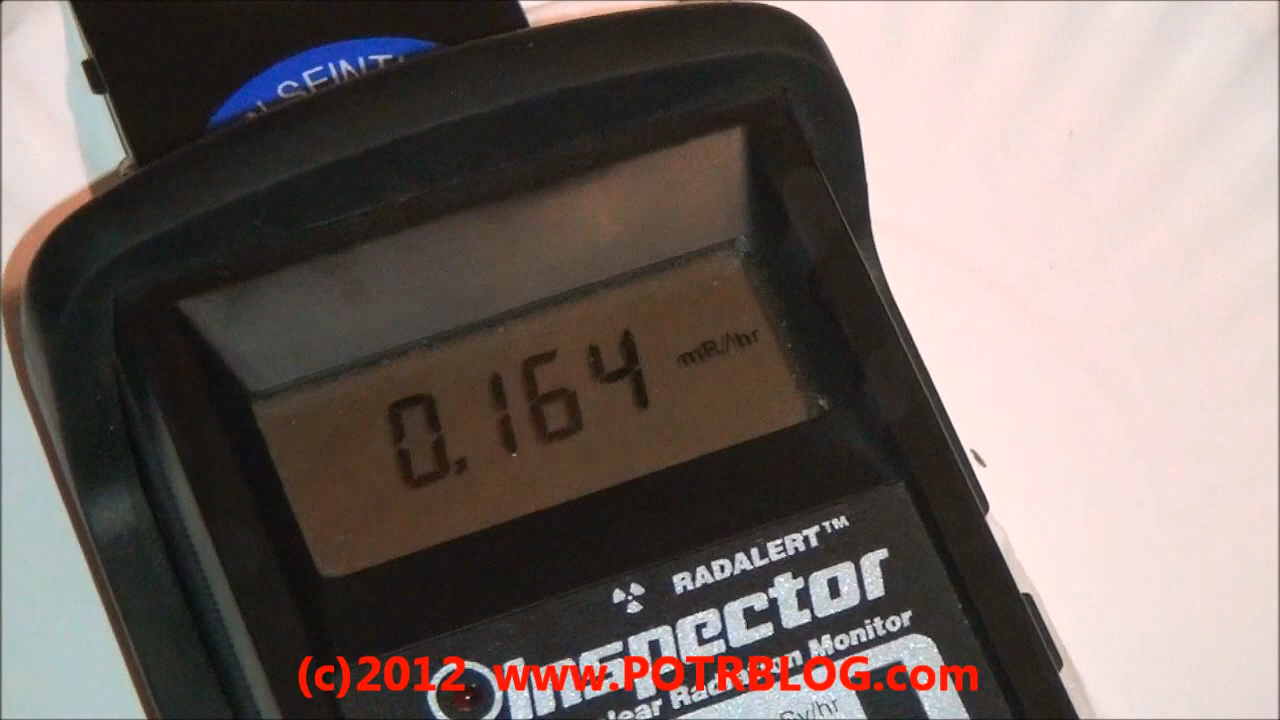 0.164 mR/hr
RADALERT™
Inspector
Monitor
(c)2012 www.POTRBLOG.com